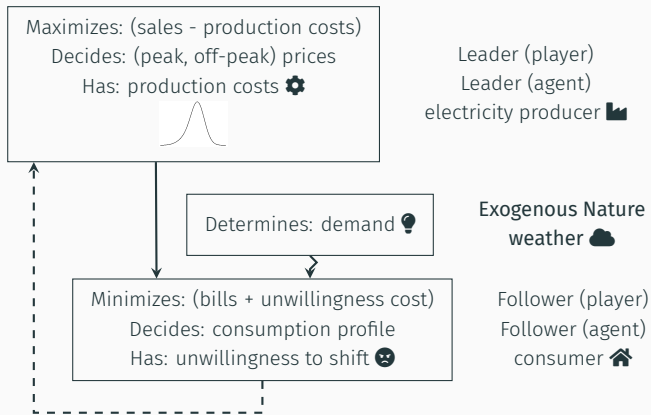 Maximizes: (sales - production costs)
Decides: (peak, off-peak) prices
Has: production costs
Leader (player)
Leader (agent)
electricity producer
Determines: demand
Exogenous Nature
weather
Minimizes: (bills + unwillingness cost)
Decides: consumption profile
Has: unwillingness to shift
Follower (player)
Follower (agent)
consumer